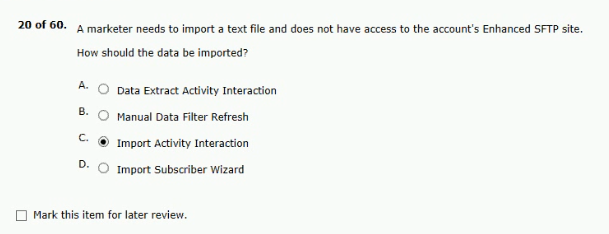 20 of 60. A marketer needs to import a text file and does not have access to the account's Enhanced SFTP site.
How should the data be imported?
A. Data Extract Activity Interaction
B. Manual Data Filter Refresh
C. Import Activity Interaction
D. Import Subscriber Wizard
Mark this item for later review.